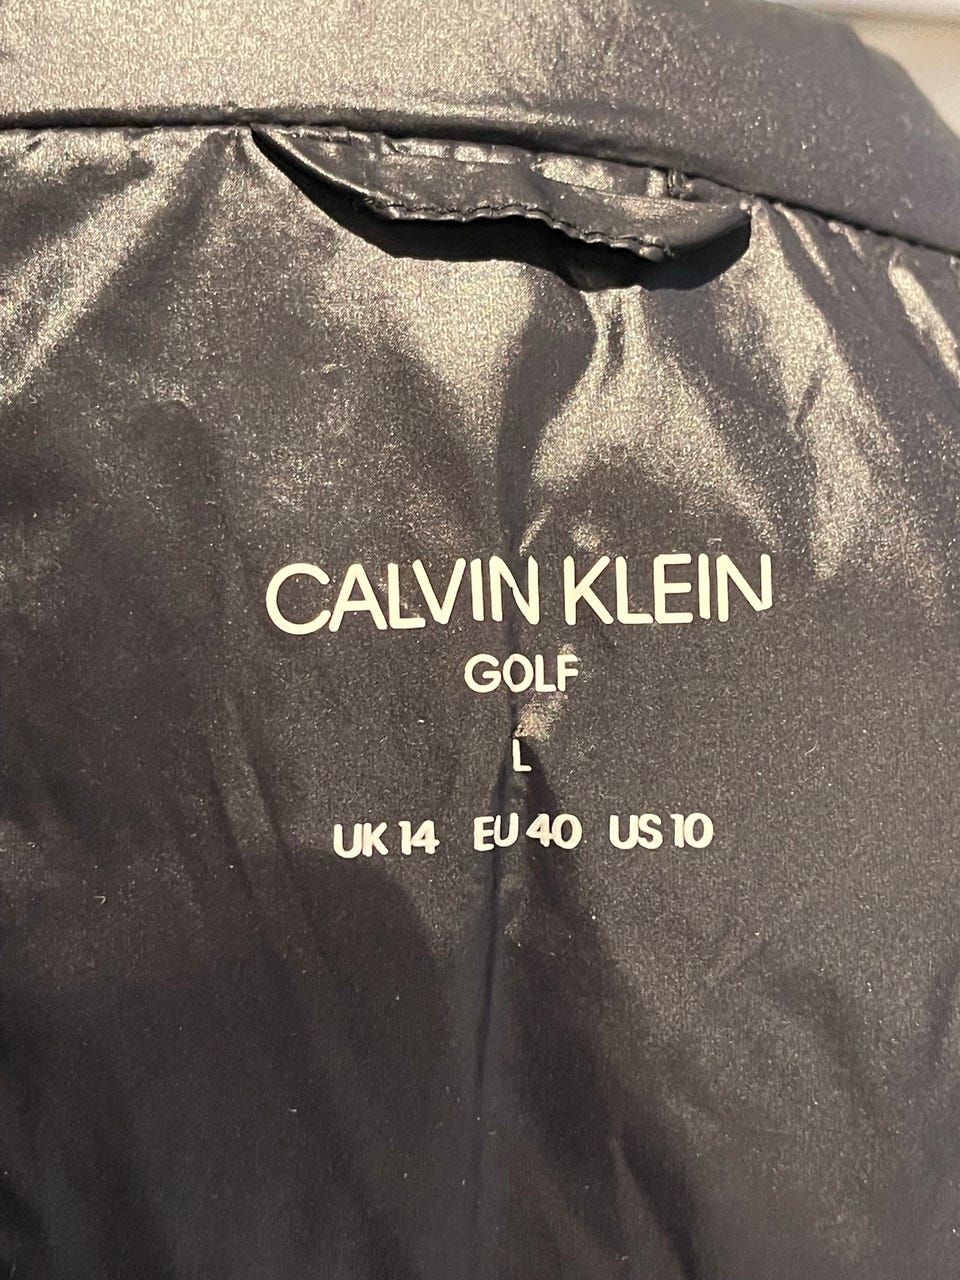 CALVIN KLEIN
GOLF
L
UK 14 EU 40 US 10